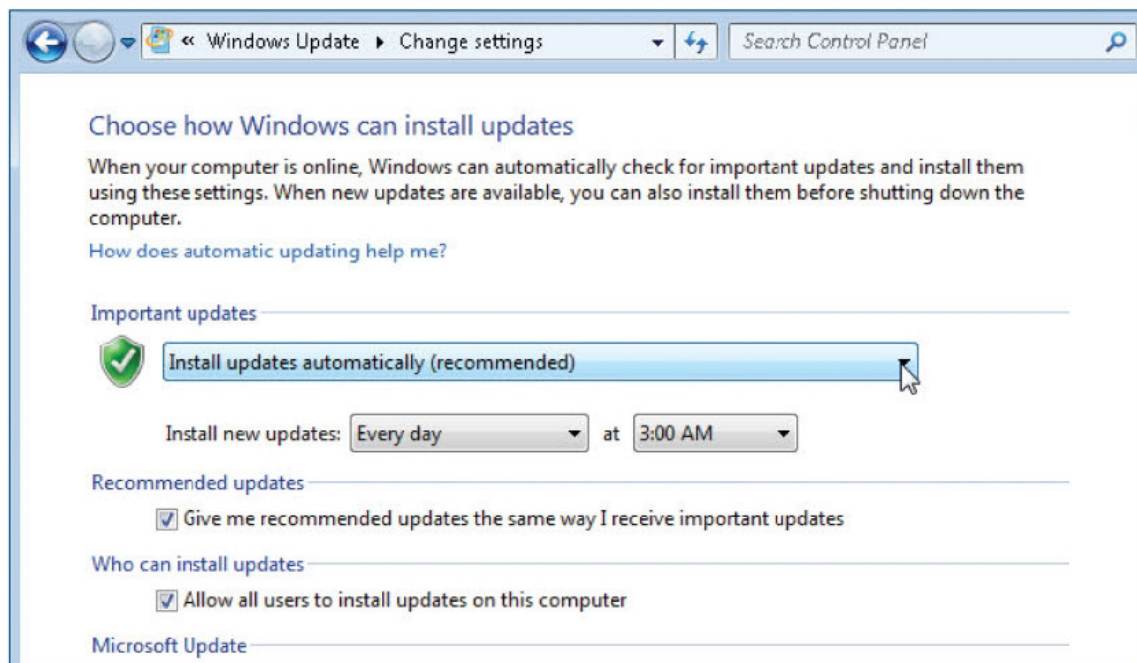 « Windows Update ▸ Change settings Search Control Panel
Choose how Windows can install updates
When your computer is online, Windows can automatically check for important updates and install them
using these settings. When new updates are available, you can also install them before shutting down the
computer.
How does automatic updating help me?
Important updates
Install updates automatically (recommended)
Install new updates: Every day at 3:00 AM
Recommended updates
Give me recommended updates the same way I receive important updates
Who can install updates
Allow all users to install updates on this computer
Microsoft Update